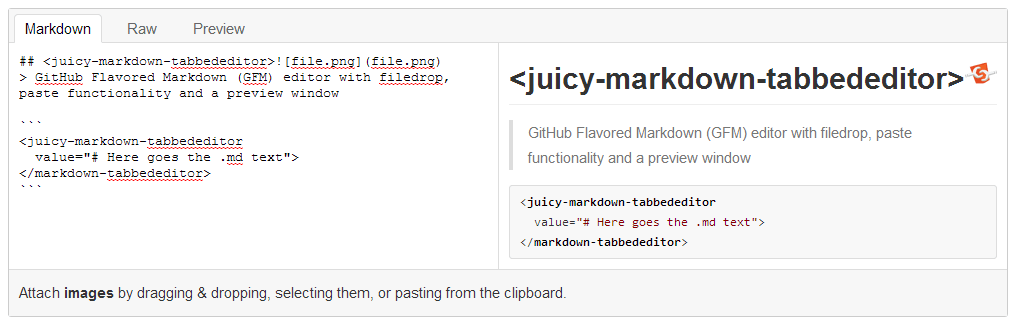 Markdown Raw Preview
## <juicy-markdown-tabbededitor>![file.png](file.png)
> GitHub Flavored Markdown (GFM) editor with filedrop,
paste functionality and a preview window
```
<juicy-markdown-tabbededitor
  value="# Here goes the .md text">
</markdown-tabbededitor>
```
<juicy-markdown-tabbededitor>
GitHub Flavored Markdown (GFM) editor with filedrop, paste
functionality and a preview window
<juicy-markdown-tabbededitor
  value="# Here goes the .md text">
</markdown-tabbededitor>
Attach images by dragging & dropping, selecting them, or pasting from the clipboard.